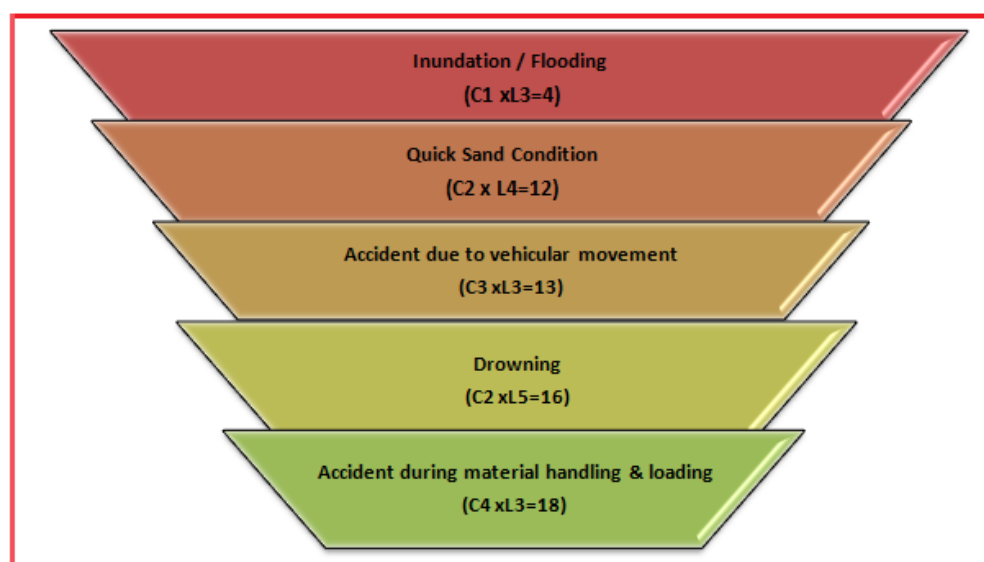 Inundation / Flooding
(C1 xL3=4)
Quick Sand Condition
(C2 x L4=12)
Accident due to vehicular movement
(C3 xL3=13)
Drowning
(C2 xL5=16)
Accident during material handling & loading
(C4 xL3=18)